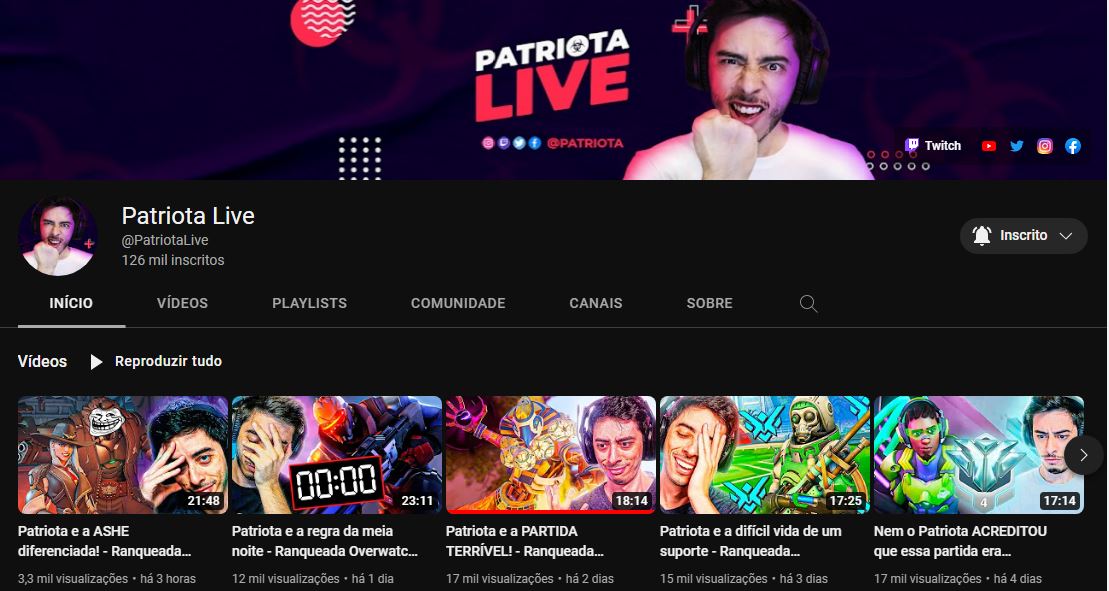 PATRIOTA
LIVE
@PATRIOTA
Twitch
Patriota Live
@PatriotaLive
126 mil inscritos
Inscrito
INÍCIO
VÍDEOS
PLAYLISTS
COMUNIDADE
CANAIS
SOBRE
Vídeos
Reproduzir tudo
21:48
00:00
23:11
18:14
17:25
4
17:14
Patriota e a ASHE
diferenciada! - Ranqueada...
3,3 mil visualizações • há 3 horas
Patriota e a regra da meia
noite - Ranqueada Overwatc...
12 mil visualizações • há 1 dia
Patriota e a PARTIDA
TERRÍVEL! - Ranqueada...
17 mil visualizações • há 2 dias
Patriota e a difícil vida de um
suporte - Ranqueada...
15 mil visualizações • há 3 dias
Nem o Patriota ACREDITOU
que essa partida era...
17 mil visualizações • há 4 dias